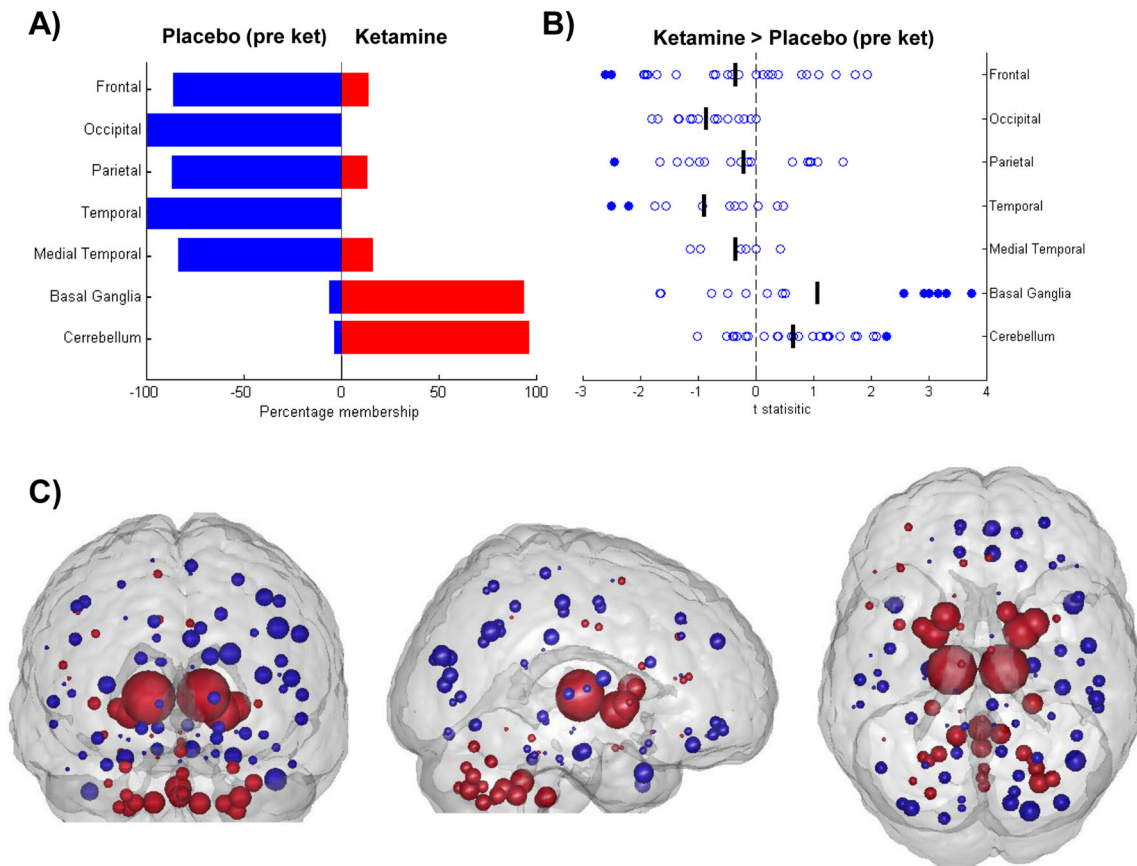 A)
Placebo (pre ket) Ketamine
Frontal
Occipital
Parietal
Temporal
Medial Temporal
Basal Ganglia
Cerrebellum
-100 -50 0 50 100
Percentage membership
B)
Ketamine > Placebo (pre ket)
Frontal
Occipital
Parietal
Temporal
Medial Temporal
Basal Ganglia
Cerebellum
-3 -2 -1 0 1 2 3 4
t statisitic
C)